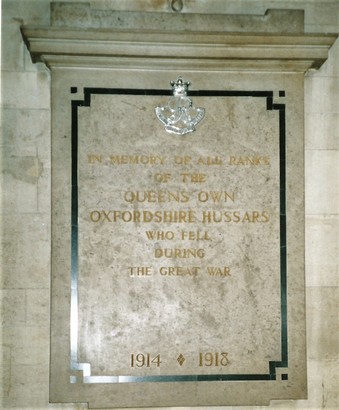 IN MEMORY OF ALL RANKS
OF THE
QUEENS OWN
OXFORDSHIRE HUSSARS
WHO FELL
DURING
THE GREAT WAR
1914 ♦ 1918